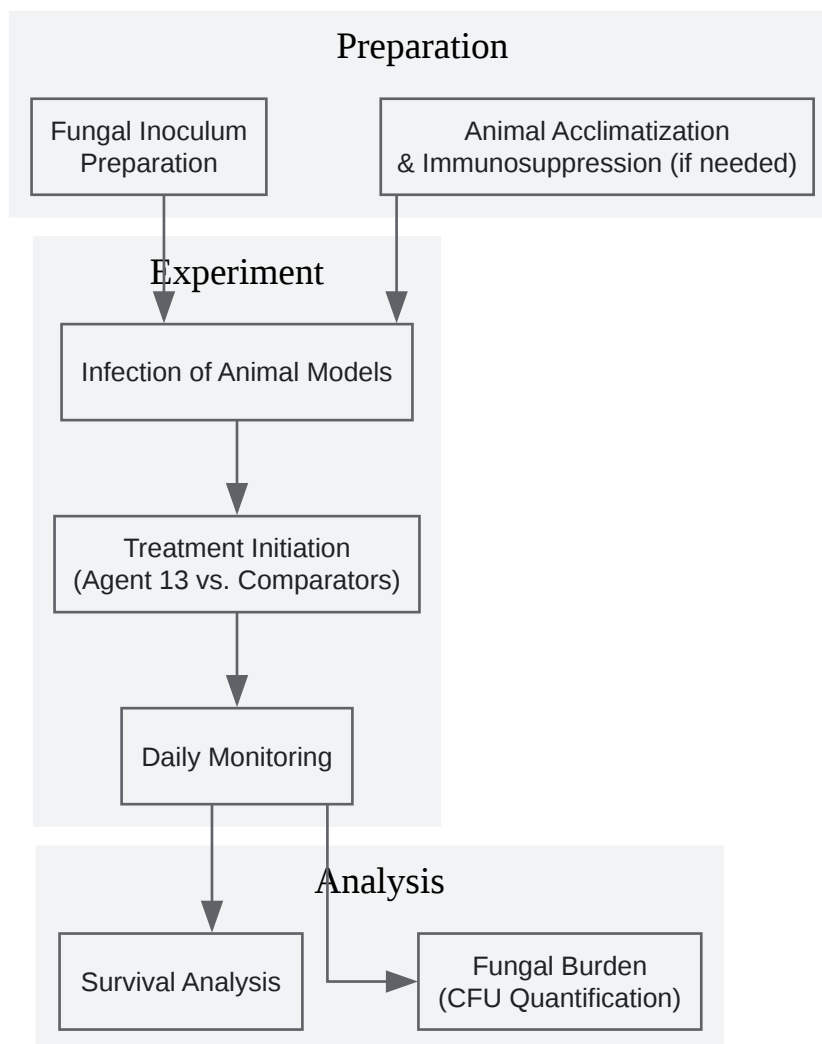 Preparation
Fungal Inoculum
Preparation
Animal Acclimatization
& Immunosuppression (if needed)
Experiment
Infection of Animal Models
Treatment Initiation
(Agent 13 vs. Comparators)
Daily Monitoring
Analysis
Survival Analysis
Fungal Burden
(CFU Quantification)